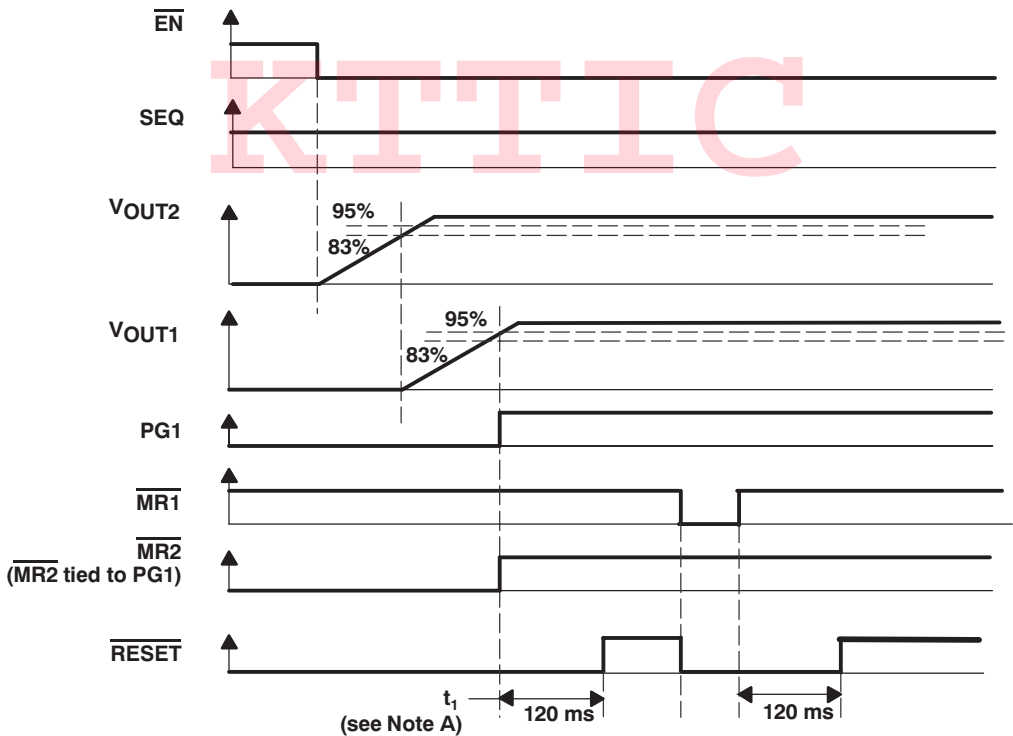 EN
KTTIC
SEQ
VOUT2
95%
83%
VOUT1
95%
83%
PG1
MR1
MR2
(MR2 tied to PG1)
RESET
t1
(see Note A)
120 ms
120 ms